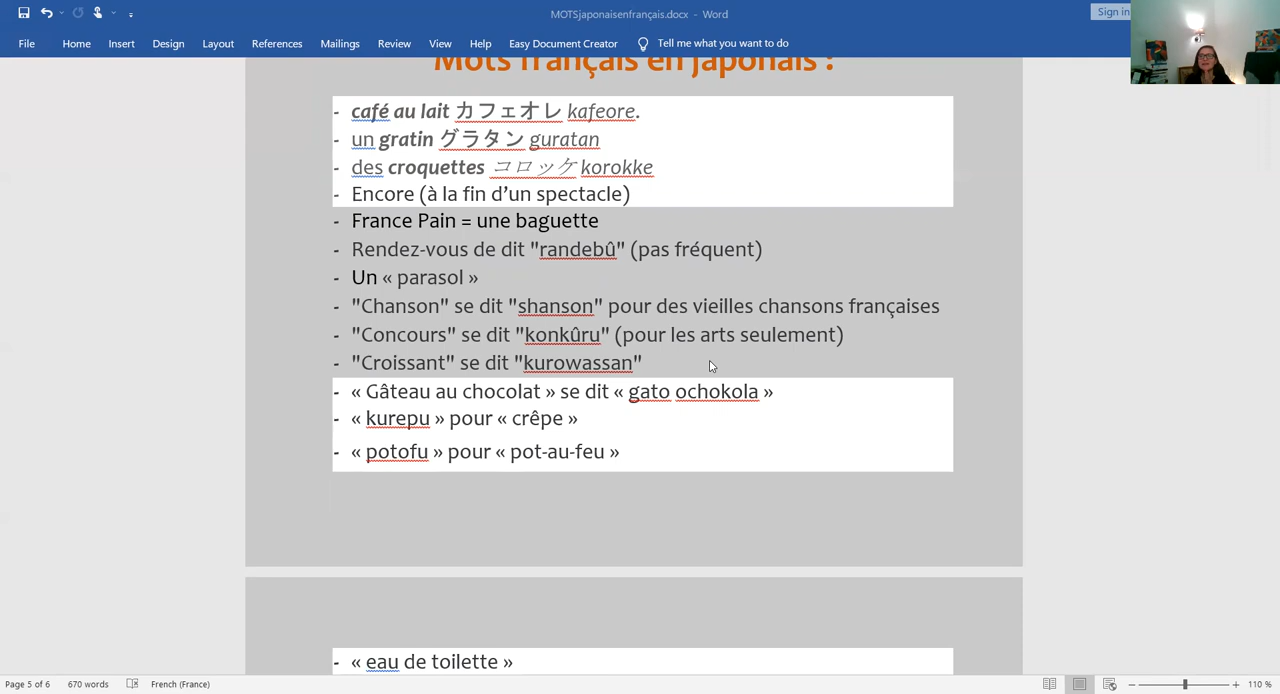 MOTSjaponaisenfrançais.docx - Word
Sign in
File Home Insert Design Layout References Mailings Review View Help Easy Document Creator Tell me what you want to do
Mots français en japonais :
- café au lait カフェオレ kafeore.
- un gratin グラタン guratan
- des croquettes コロッケ korokke
- Encore (à la fin d’un spectacle)
- France Pain = une baguette
- Rendez-vous de dit "randebû" (pas fréquent)
- Un « parasol »
- "Chanson" se dit "shanson" pour des vieilles chansons françaises
- "Concours" se dit "konkûru" (pour les arts seulement)
- "Croissant" se dit "kurowassan"
- « Gâteau au chocolat » se dit « gato ochokola »
- « kurepu » pour « crêpe »
- « potofu » pour « pot-au-feu »
- « eau de toilette »
Page 5 of 6 670 words French (France) 110 %